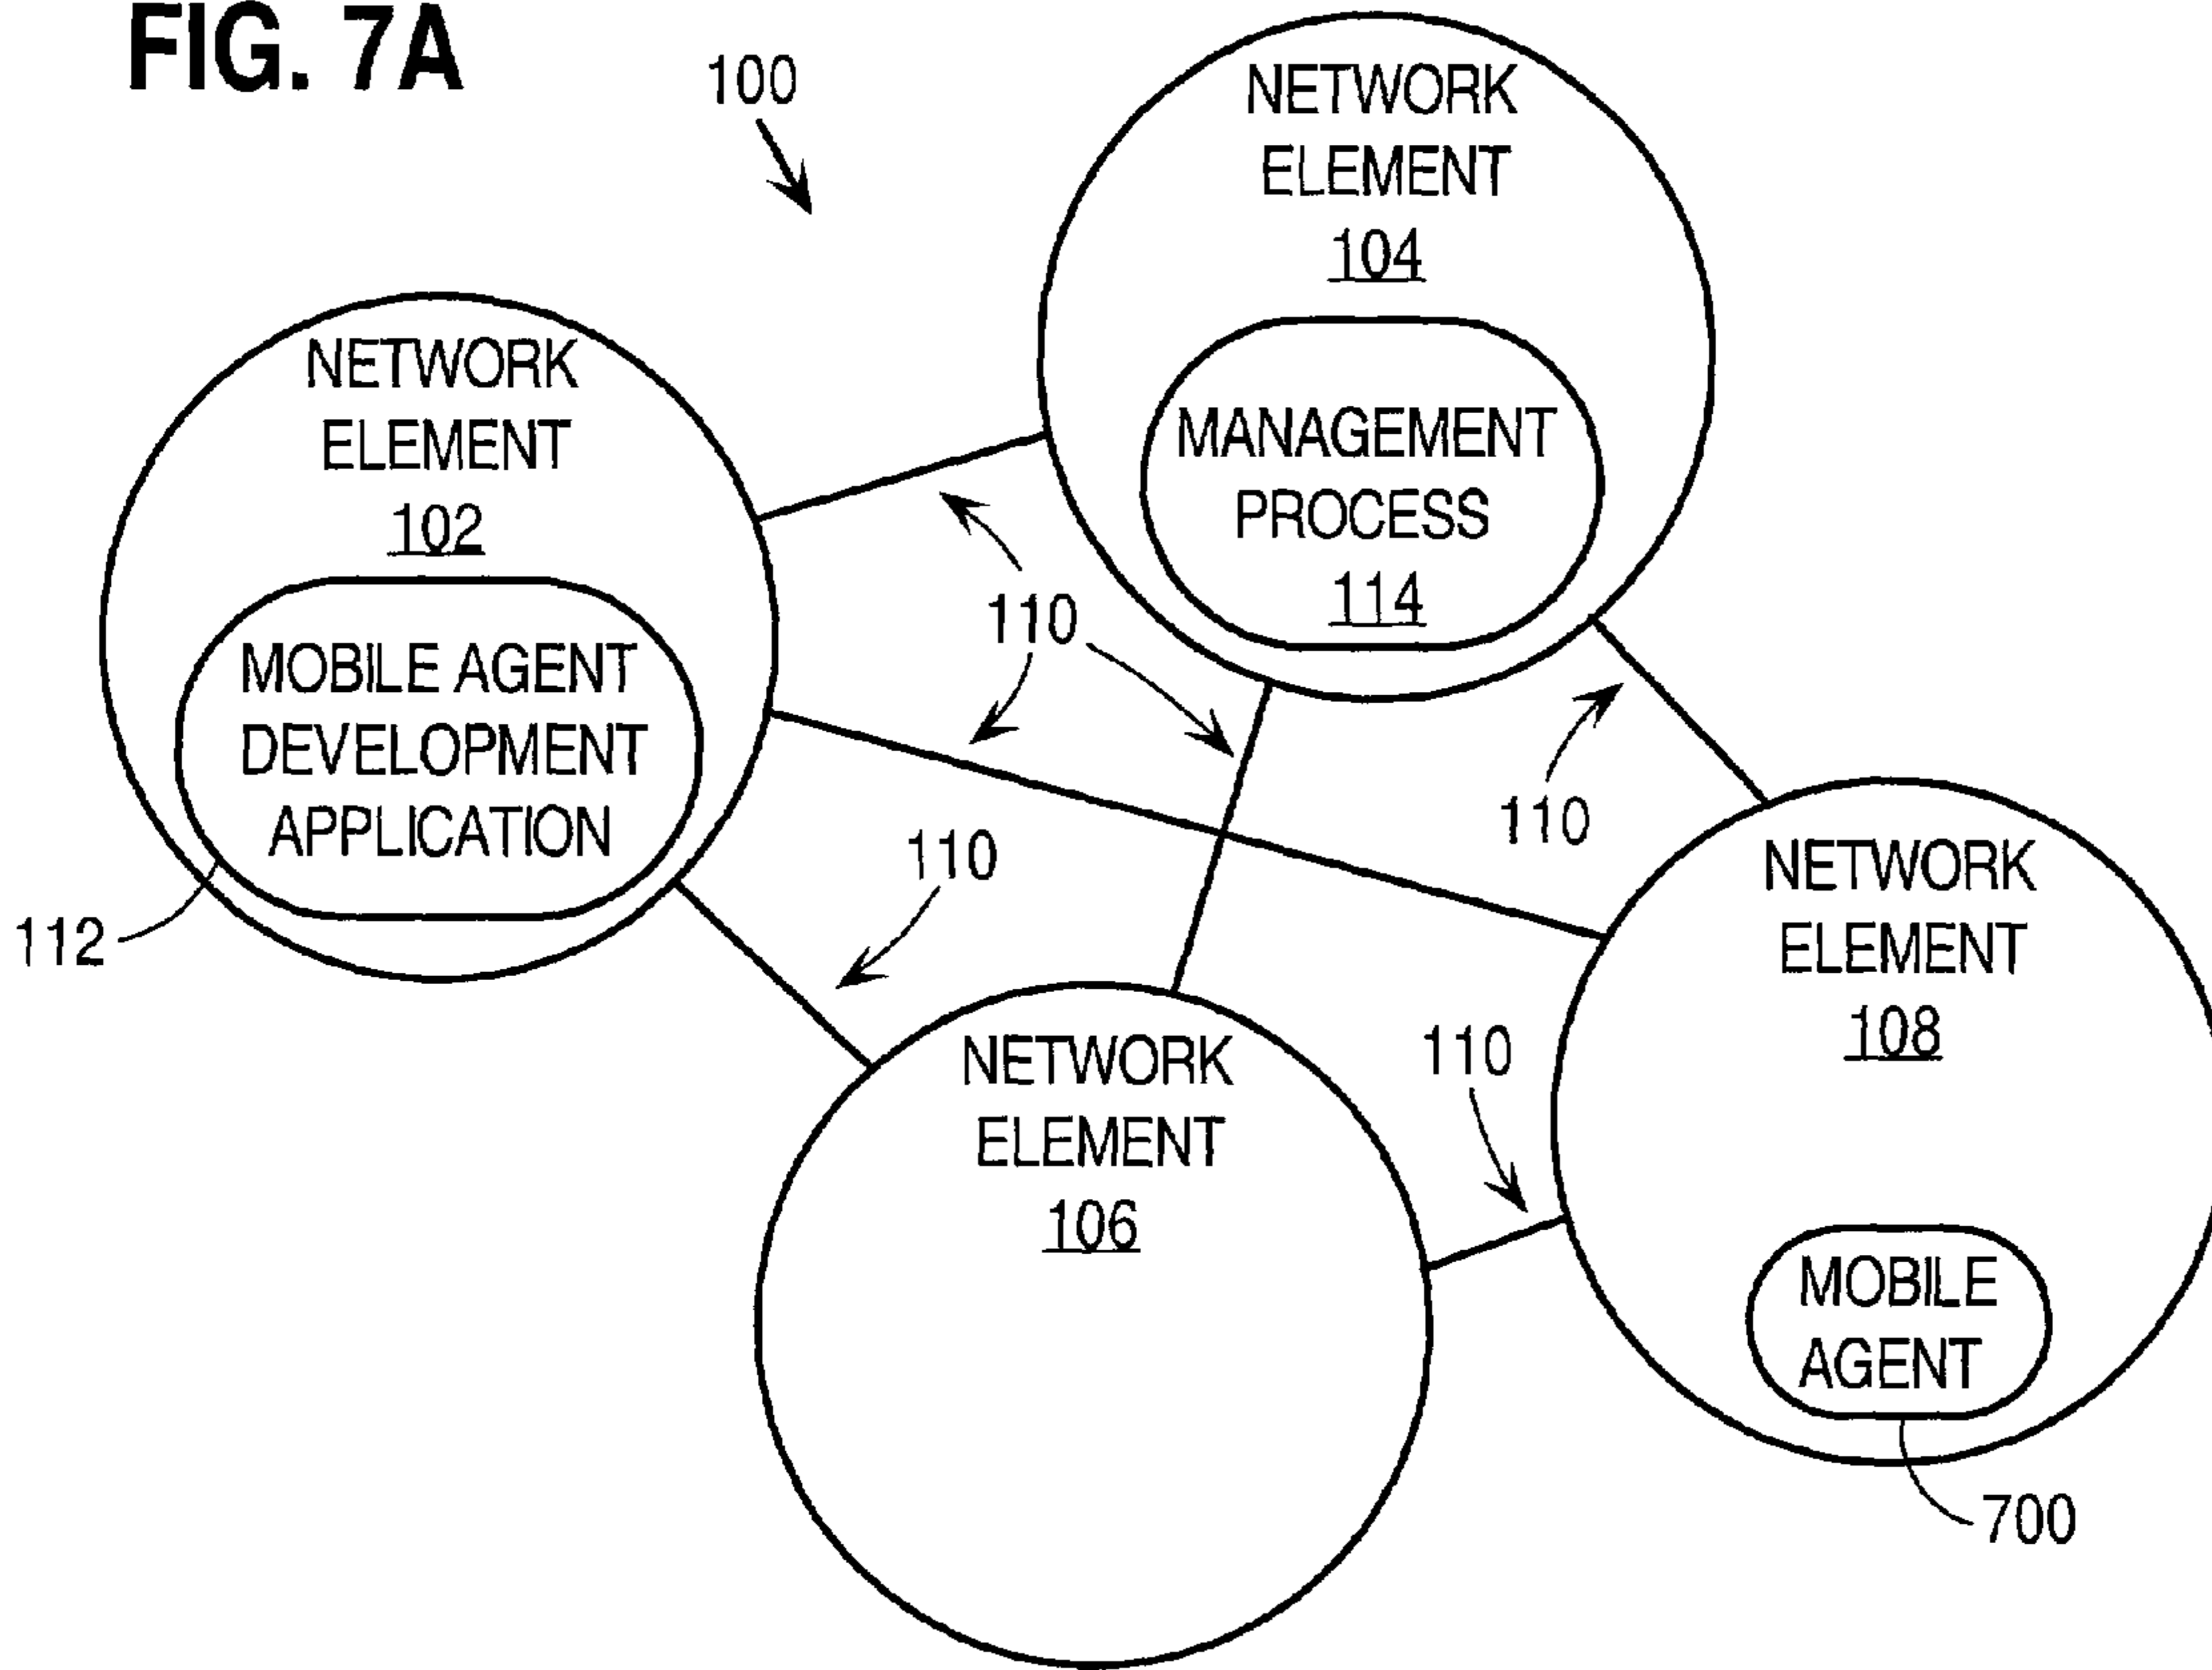 FIG. 7A
100
NETWORK
ELEMENT
104
MANAGEMENT
PROCESS
114
NETWORK
ELEMENT
102
MOBILE AGENT
DEVELOPMENT
APPLICATION
112
110
110
110
110
NETWORK
ELEMENT
106
NETWORK
ELEMENT
108
MOBILE
AGENT
700